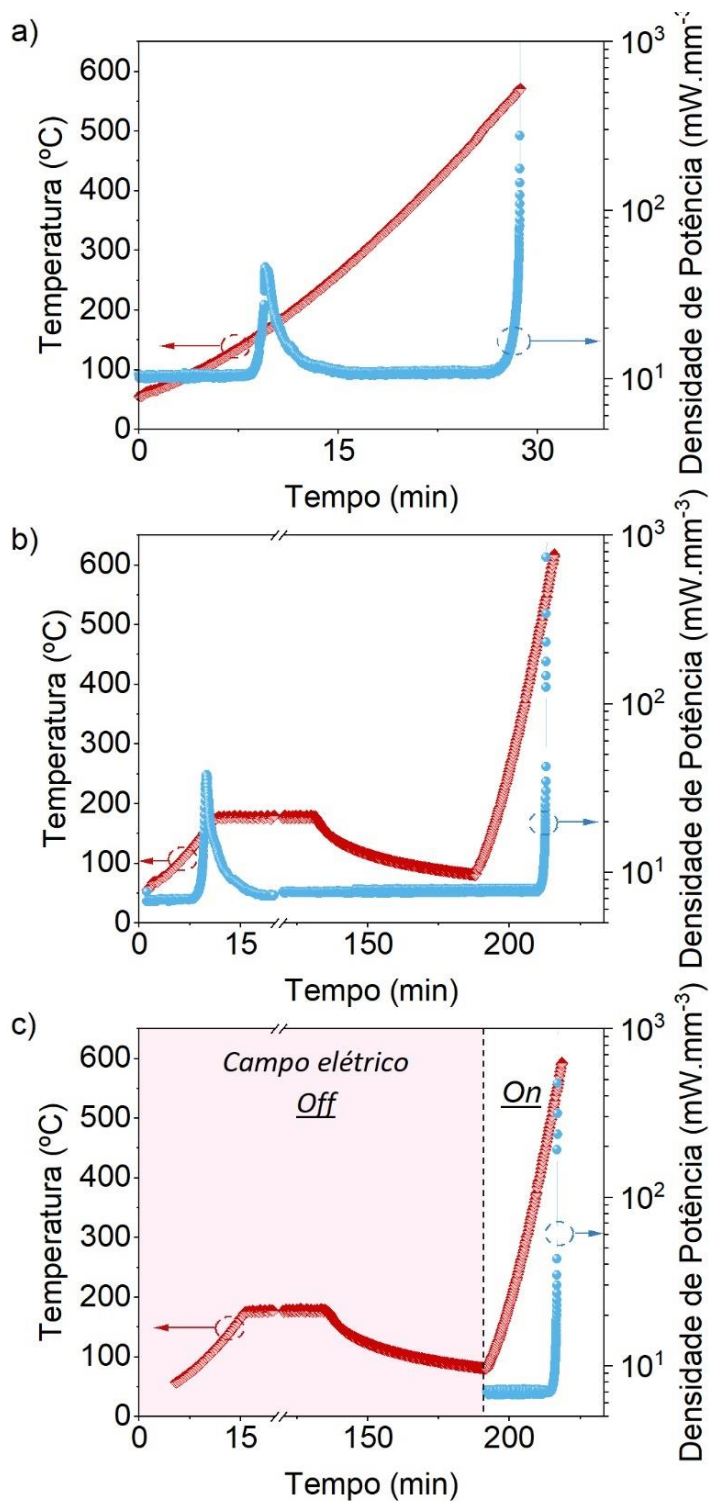 a)
Temperatura (ºC)
600
500
400
300
200
100
0
0
15
30
Tempo (min)
10³
10²
10¹
Densidade de Potência (mW.mm⁻³)
b)
Temperatura (ºC)
600
500
400
300
200
100
0
0
15
150
200
Tempo (min)
10³
10²
10¹
Densidade de Potência (mW.mm⁻³)
c)
Campo elétrico
Off
On
Temperatura (ºC)
600
500
400
300
200
100
0
0
15
150
200
Tempo (min)
10³
10²
10¹
Densidade de Potência (mW.mm⁻³)